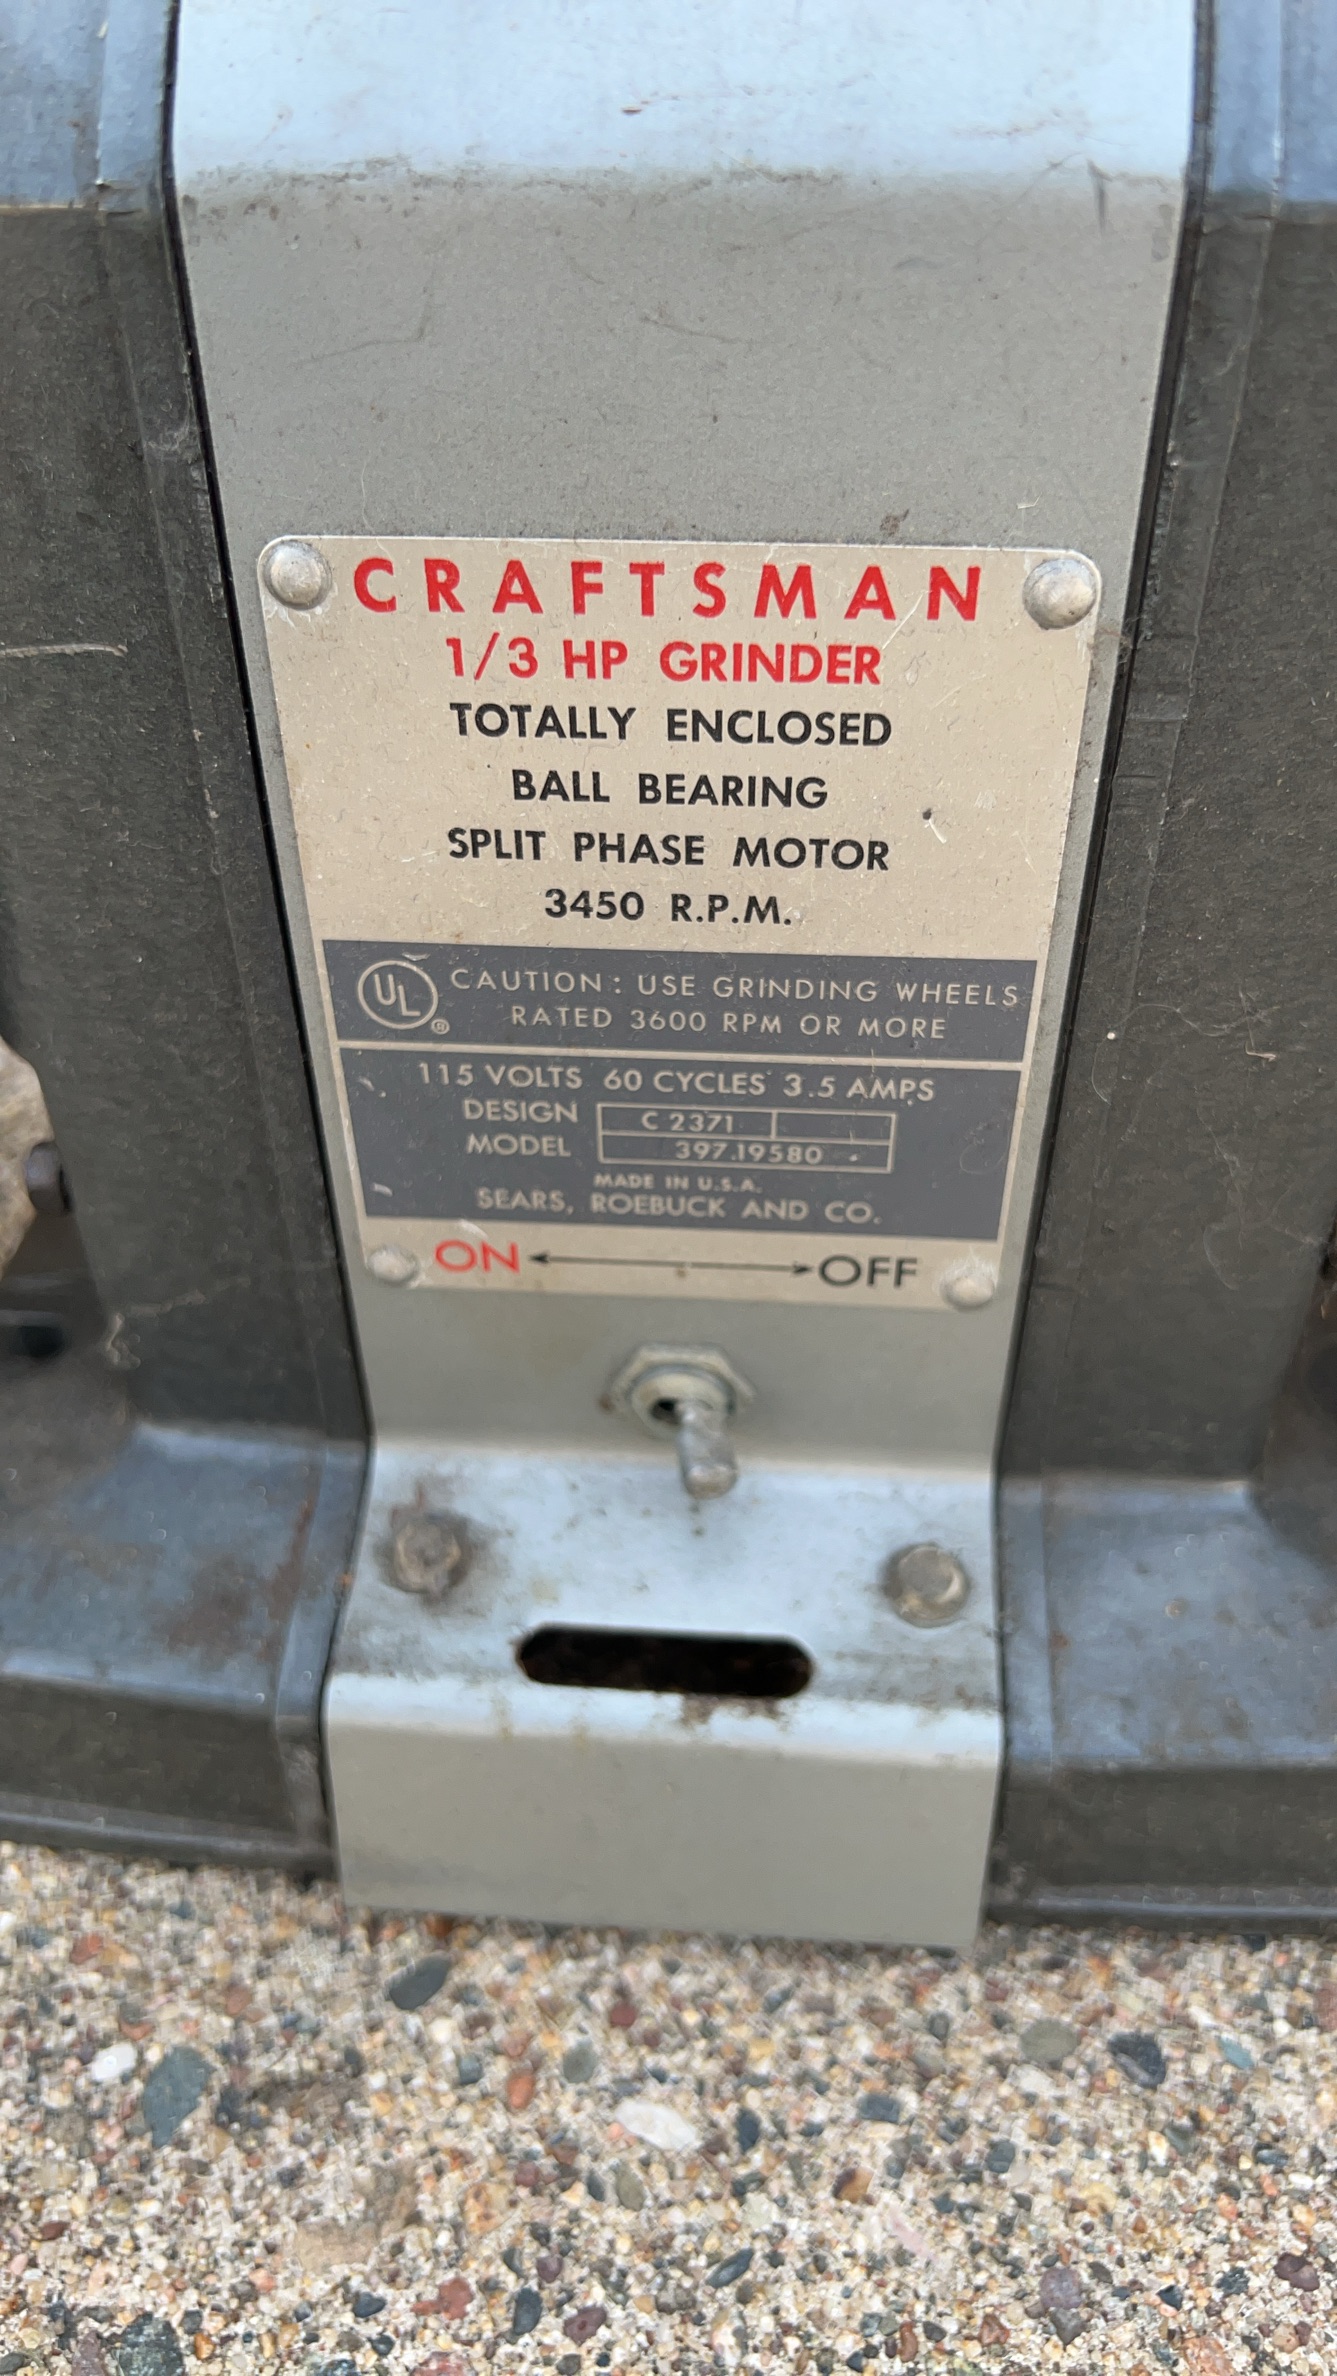 CRAFTSMAN
1/3 HP GRINDER
TOTALLY ENCLOSED
BALL BEARING
SPLIT PHASE MOTOR
3450 R.P.M.
UL® CAUTION: USE GRINDING WHEELS
RATED 3600 RPM OR MORE
115 VOLTS 60 CYCLES 3.5 AMPS
DESIGN C 2371
MODEL 397.19580
MADE IN U.S.A.
SEARS, ROEBUCK AND CO.
ON OFF